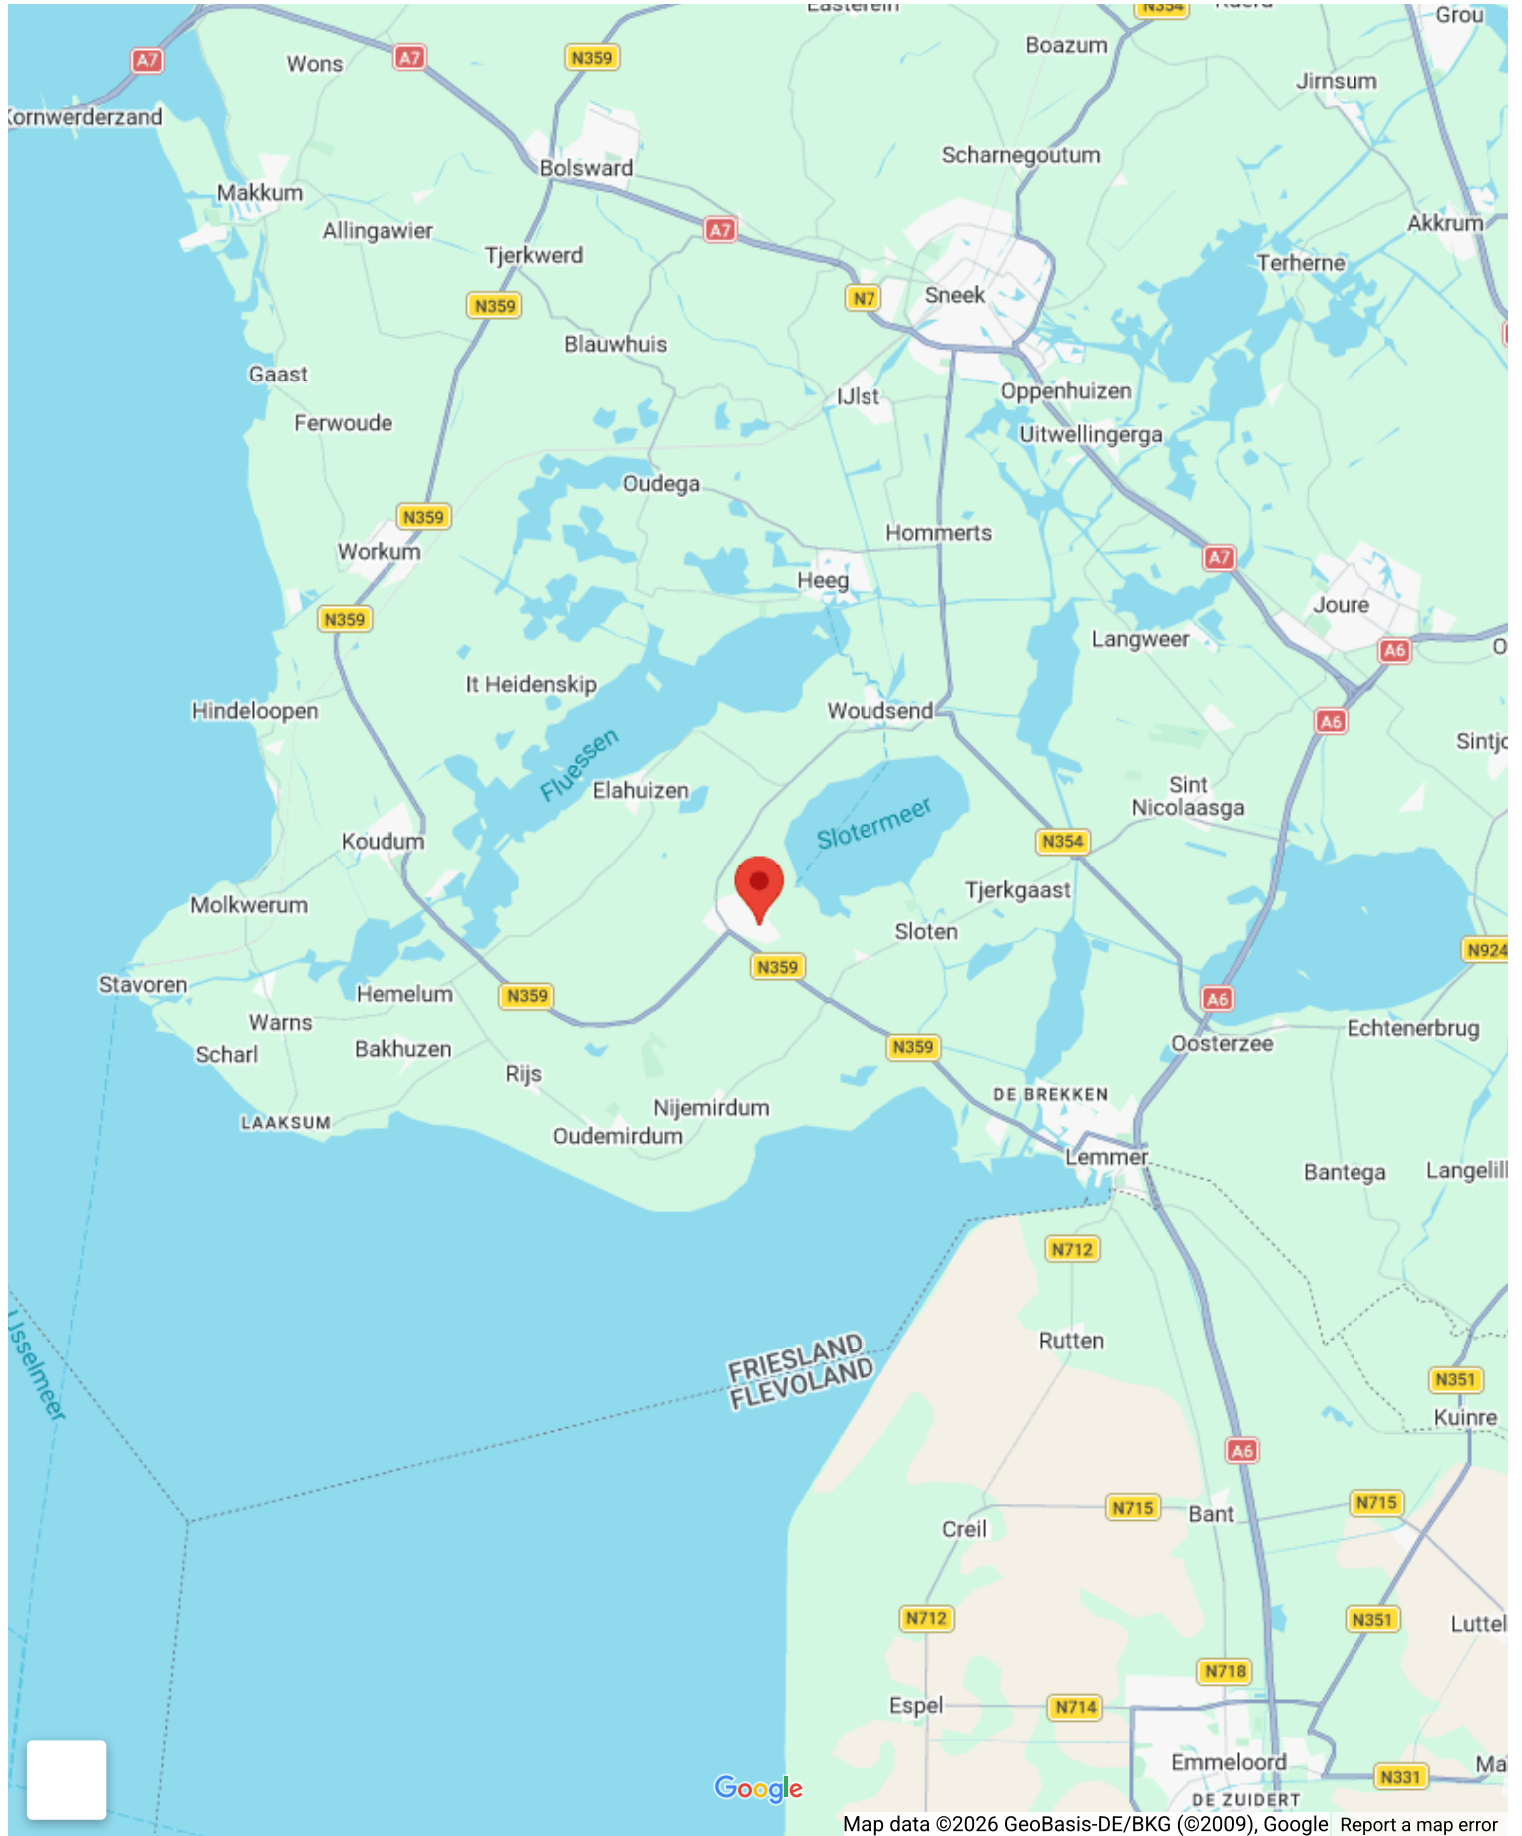 Easterein
N354
Grou
Boazum
A7
A7
N359
Wons
Jirnsum
Kornwerderzand
Scharnegoutum
Bolsward
Makkum
Akkrum
Allingawier
A7
Tjerkwerd
Terherne
Sneek
N7
N359
Blauwhuis
Gaast
Oppenhuizen
IJlst
Ferwoude
Uitwellingerga
Oudega
N359
Hommerts
Workum
A7
Heeg
Joure
N359
Langweer
A6
It Heidenskip
Hindeloopen
Woudsend
A6
Sintjo
Fluessen
Elahuizen
Sint
Nicolaasga
Slotermeer
Koudum
N354
Tjerkgaast
Molkwerum
Sloten
N924
N359
Stavoren
Hemelum
N359
A6
Warns
Echtenerbrug
Oosterzee
Scharl
Bakhuzen
N359
Rijs
DE BREKKEN
Nijemirdum
LAAKSUM
Oudemirdum
Lemmer
Bantega
Langelill
N712
IJsselmeer
Rutten
FRIESLAND
FLEVOLAND
N351
Kuinre
A6
N715
N715
Bant
Creil
N712
N351
Luttel
N718
Espel
N714
Emmeloord
N331
DE ZUIDERT
Google
Map data ©2026 GeoBasis-DE/BKG (©2009), Google
Report a map error